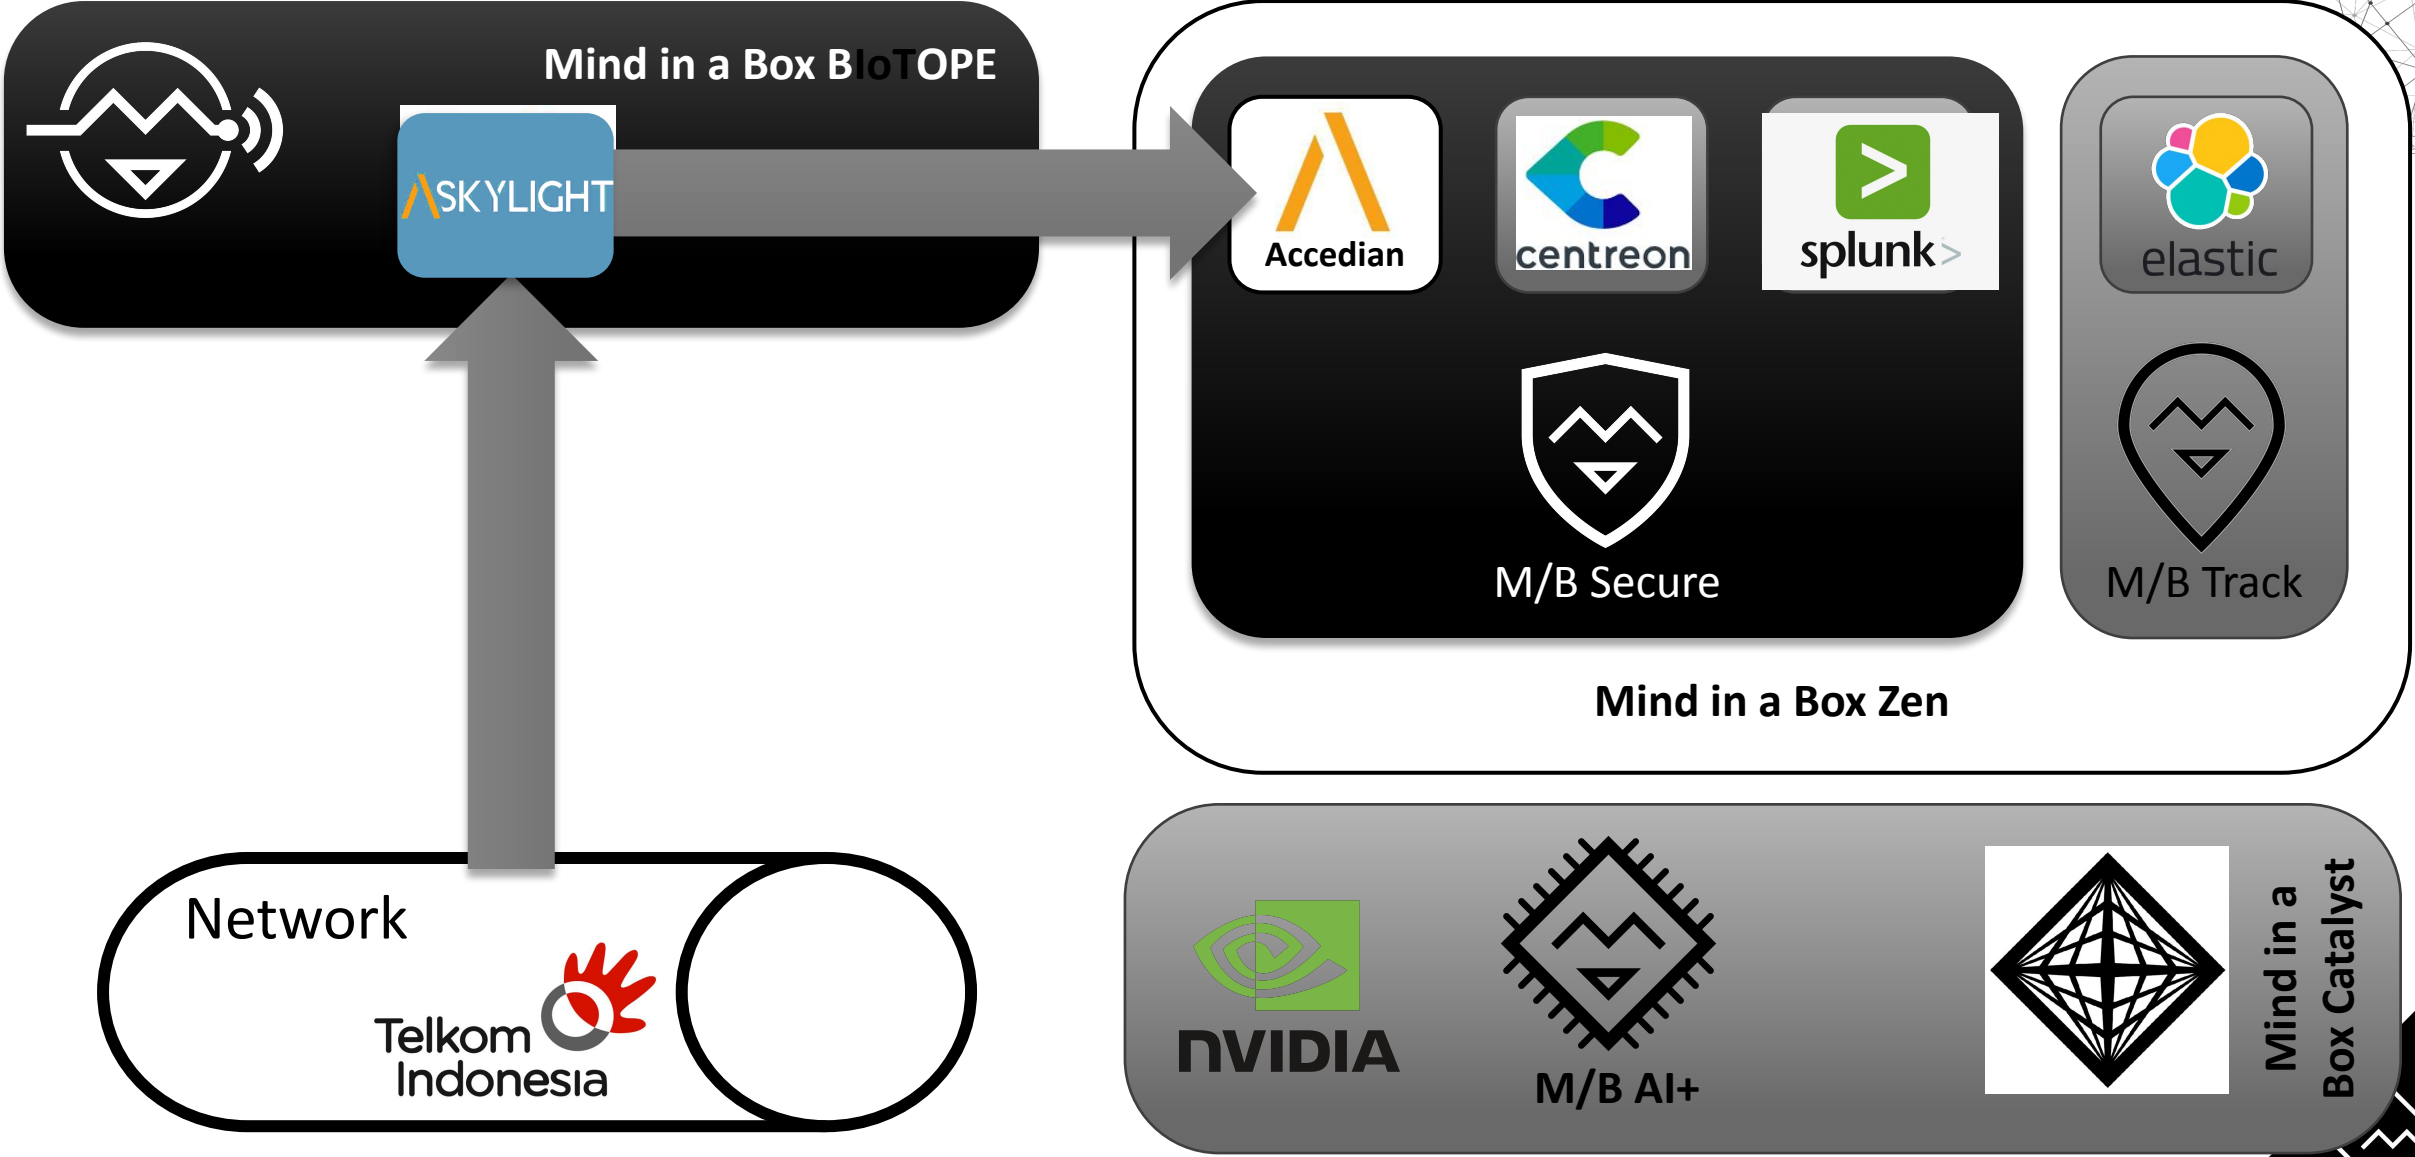 Mind in a Box BIoTOPE
SKYLIGHT
Accedian
centreon
splunk>
elastic
M/B Secure
M/B Track
Mind in a Box Zen
Network
Telkom
Indonesia
NVIDIA
M/B AI+
Mind in a
Box Catalyst